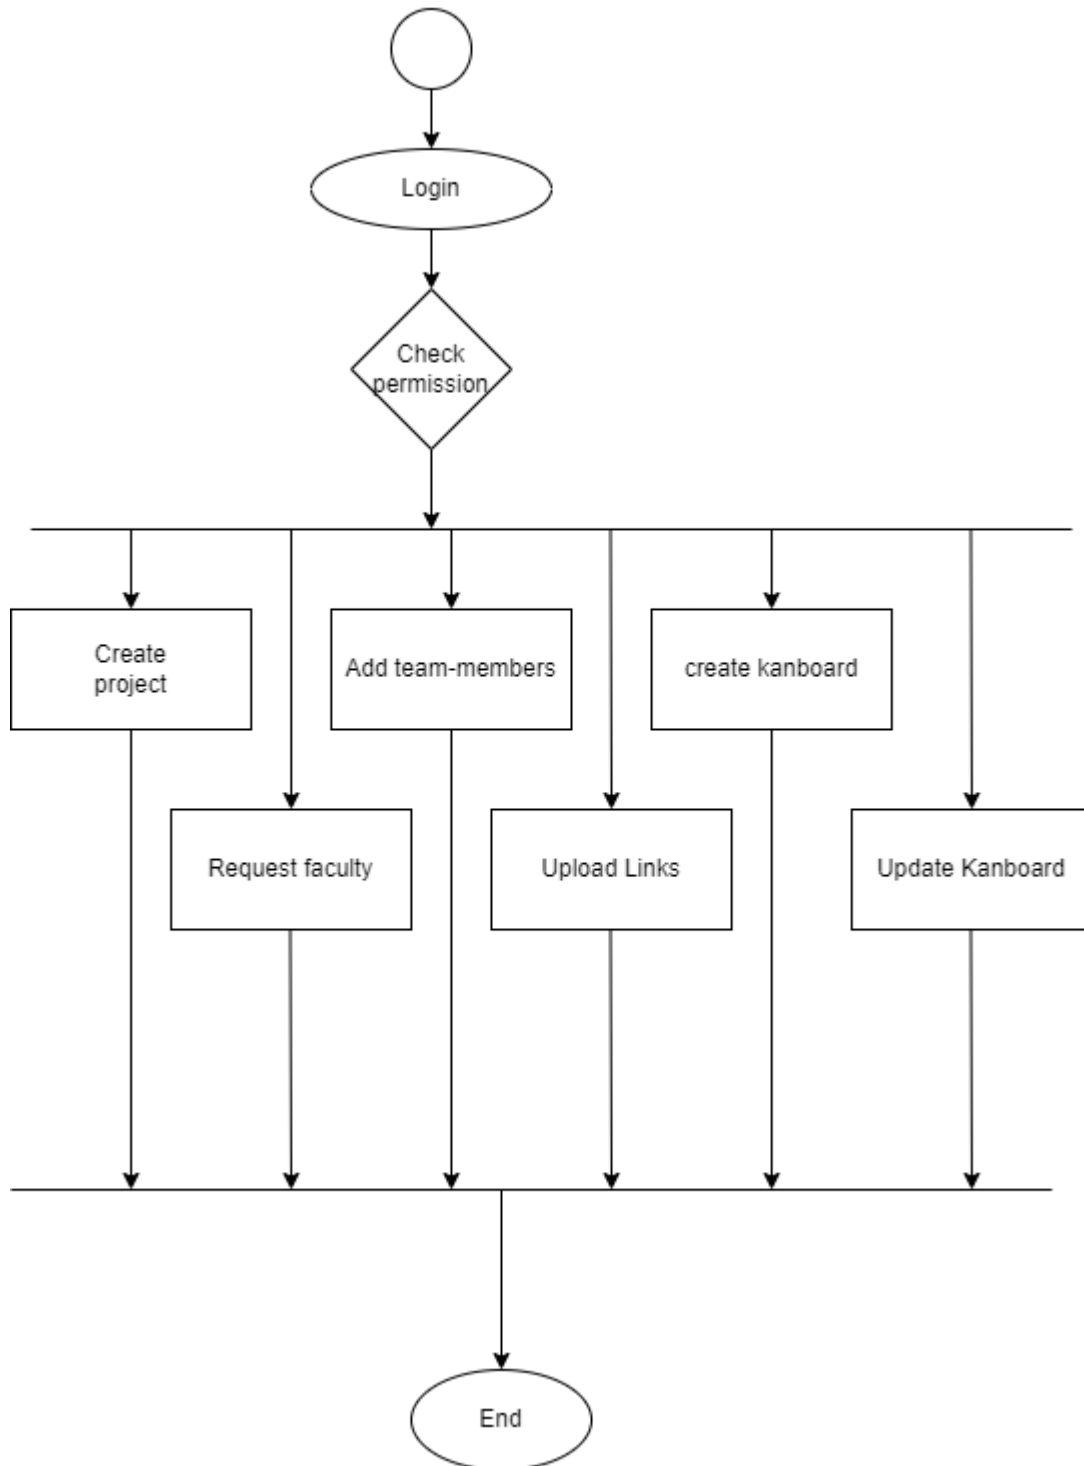 Login
Check
permission
Create
project
Add team-members
create kanboard
Request faculty
Upload Links
Update Kanboard
End